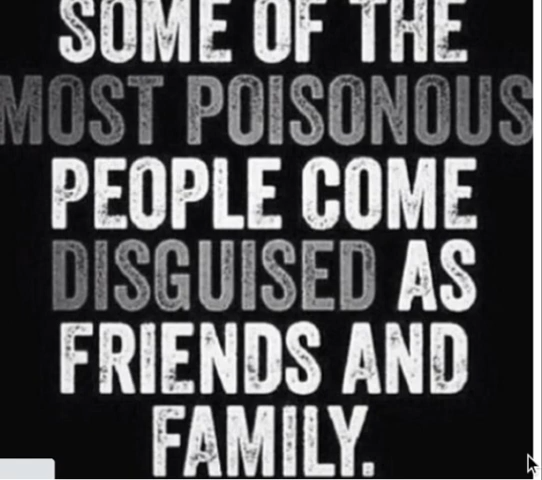 SOME OF THE
MOST POISONOUS
PEOPLE COME
DISGUISED AS
FRIENDS AND
FAMILY.